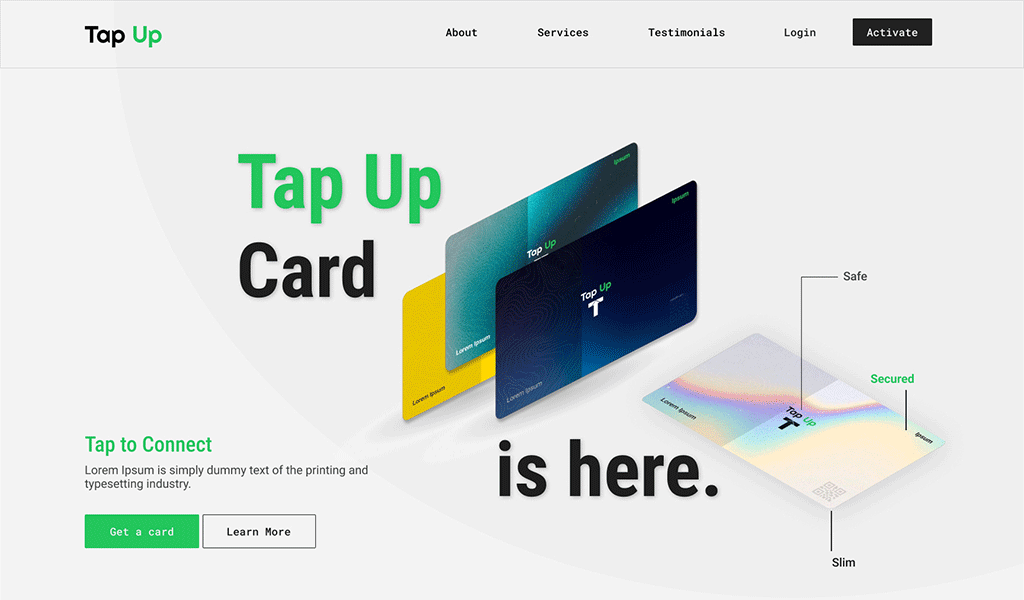 Tap Up
About
Services
Testimonials
Login
Activate
Tap Up
Card
is here.
Ipsum
Tap Up
Lorem Ipsum
Ipsum
Tap Up
T
Lorem Ipsum
Lorem Ipsum
Safe
Secured
Lorem Ipsum
Tap Up
T
Ipsum
Slim
Tap to Connect
Lorem Ipsum is simply dummy text of the printing and
typesetting industry.
Get a card
Learn More